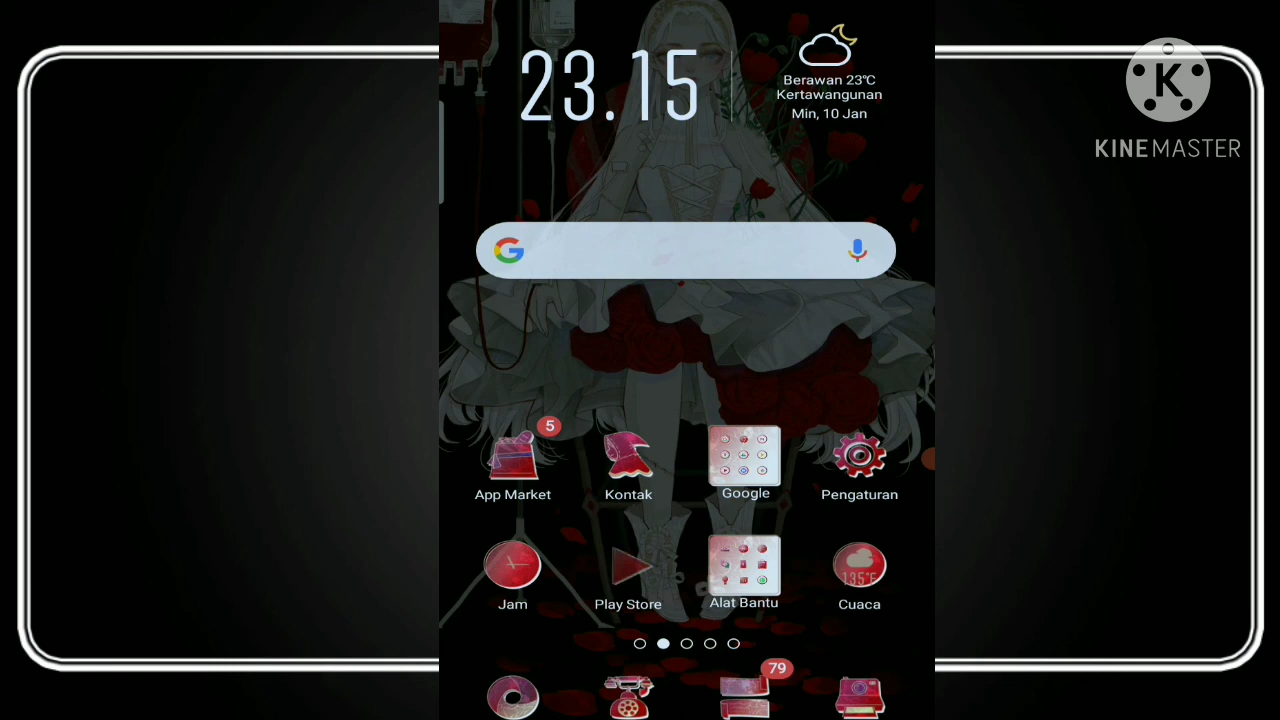 23.15
Berawan 23°C
Kertawangunan
Min, 10 Jan
K
KINEMASTER
5
App Market
Kontak
Google
Pengaturan
135°F
Jam
Play Store
Alat Bantu
Cuaca
79